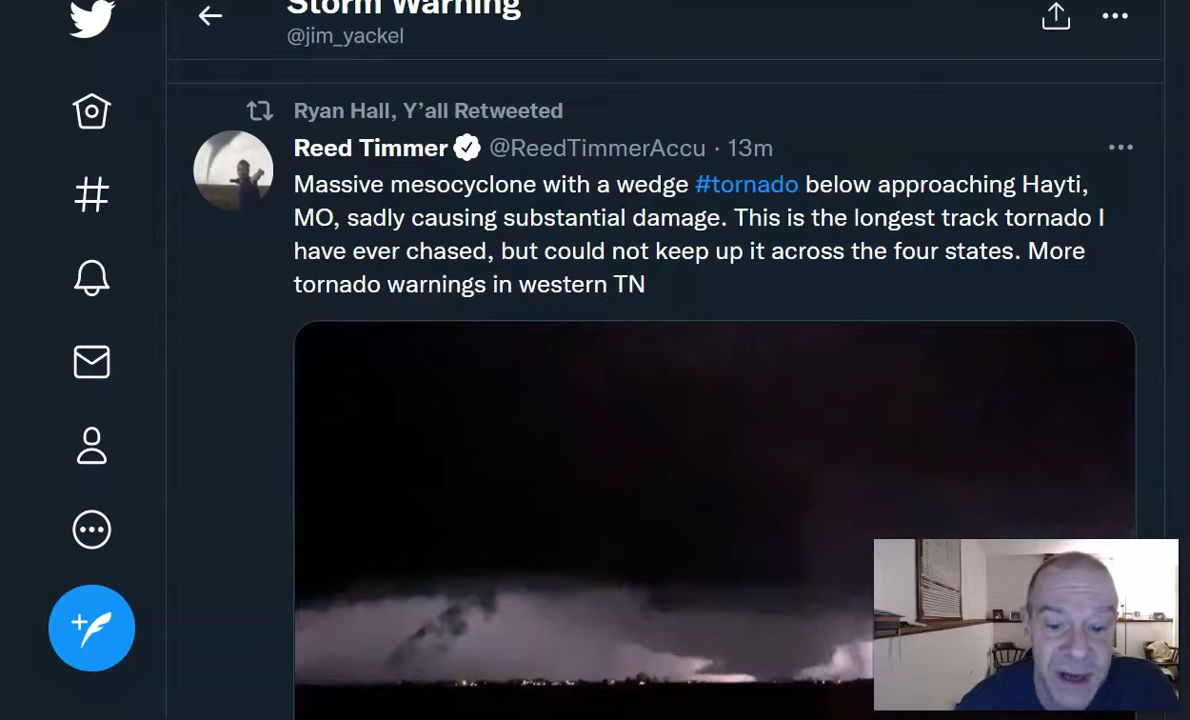 Storm Warning
@jim_yackel
Ryan Hall, Y’all Retweeted
Reed Timmer @ReedTimmerAccu · 13m
Massive mesocyclone with a wedge #tornado below approaching Hayti,
MO, sadly causing substantial damage. This is the longest track tornado I
have ever chased, but could not keep up it across the four states. More
tornado warnings in western TN